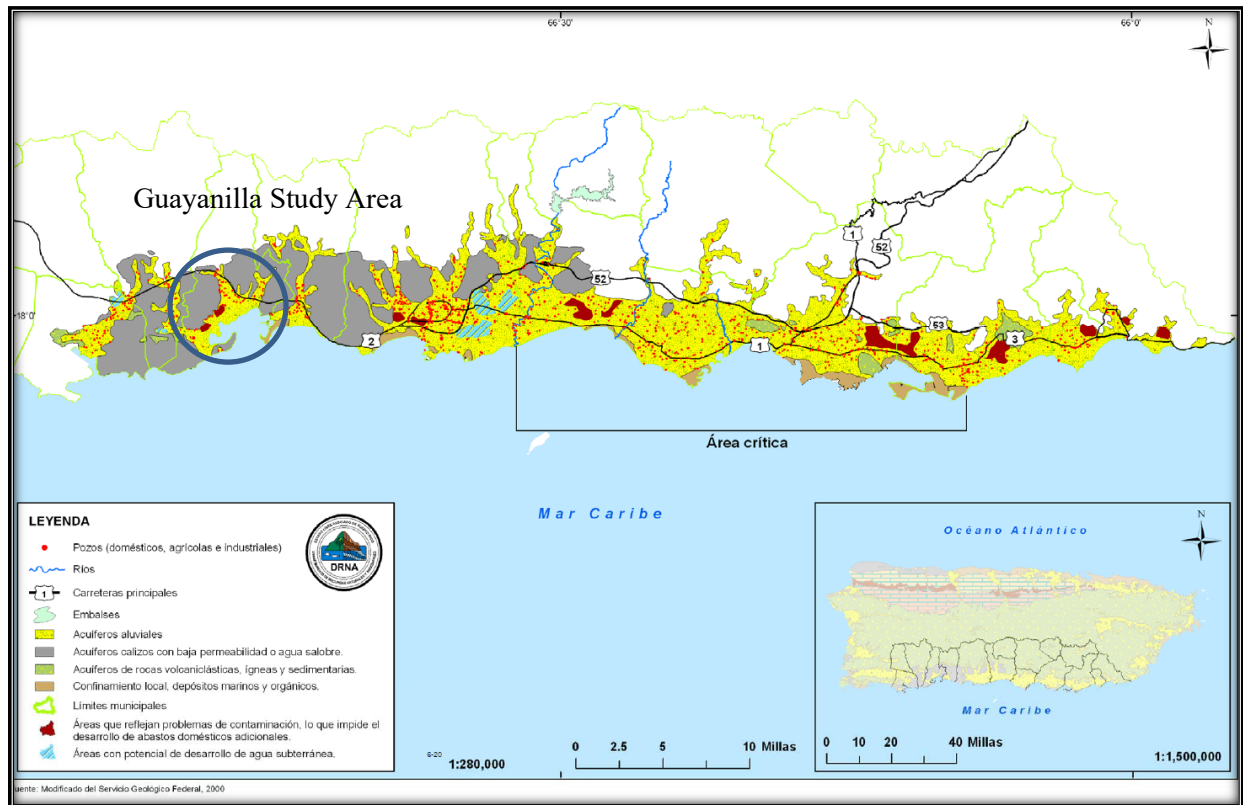 66°30'
66°0'
N
Guayanilla Study Area
18°0'
1
52
52
53
2
1
3
Área crítica
Mar Caribe
LEYENDA
DRNA
Pozos (domésticos, agrícolas e industriales)
Ríos
1 Carreteras principales
Embalses
Acuíferos aluviales
Acuíferos calizos con baja permeabilidad o agua salobre.
Acuíferos de rocas volcaniclásticas, ígneas y sedimentarias.
Confinamiento local, depósitos marinos y orgánicos.
Límites municipales
Áreas que reflejan problemas de contaminación, lo que impide el
desarrollo de abastos domésticos adicionales.
Áreas con potencial de desarrollo de agua subterránea.
6-20
1:280,000
0 2.5 5 10 Millas
N
Océano Atlántico
Mar Caribe
0 10 20 40 Millas
1:1,500,000
uente: Modificado del Servicio Geológico Federal, 2000